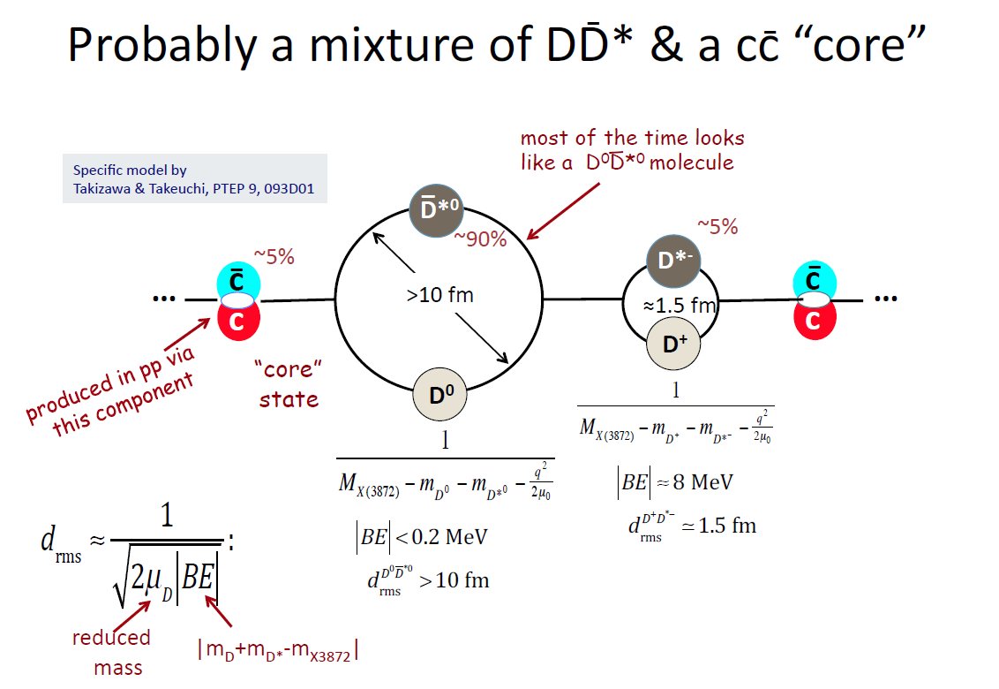 Probably a mixture of DD̄* & a cc̄ “core”
most of the time looks
like a D⁰D̅*⁰ molecule
Specific model by
Takizawa & Takeuchi, PTEP 9, 093D01
D̅*⁰
~90%
~5%
~5%
D*⁻
c̄
c
...
>10 fm
≈1.5 fm
c̄
c
...
D⁺
D⁰
produced in pp via
this component
“core”
state
1
M_X(3872) − m_D⁰ − m_D*⁰ − q²/2μ₀
|BE| < 0.2 MeV
d_rms^D⁰D̅*⁰ > 10 fm
1
M_X(3872) − m_D⁺ − m_D*⁻ − q²/2μ₀
|BE| ≈ 8 MeV
d_rms^D⁺D*⁻ ≃ 1.5 fm
d_rms ≈ 1/√2μ_D|BE| :
reduced
mass
|m_D+m_D*-m_X3872|